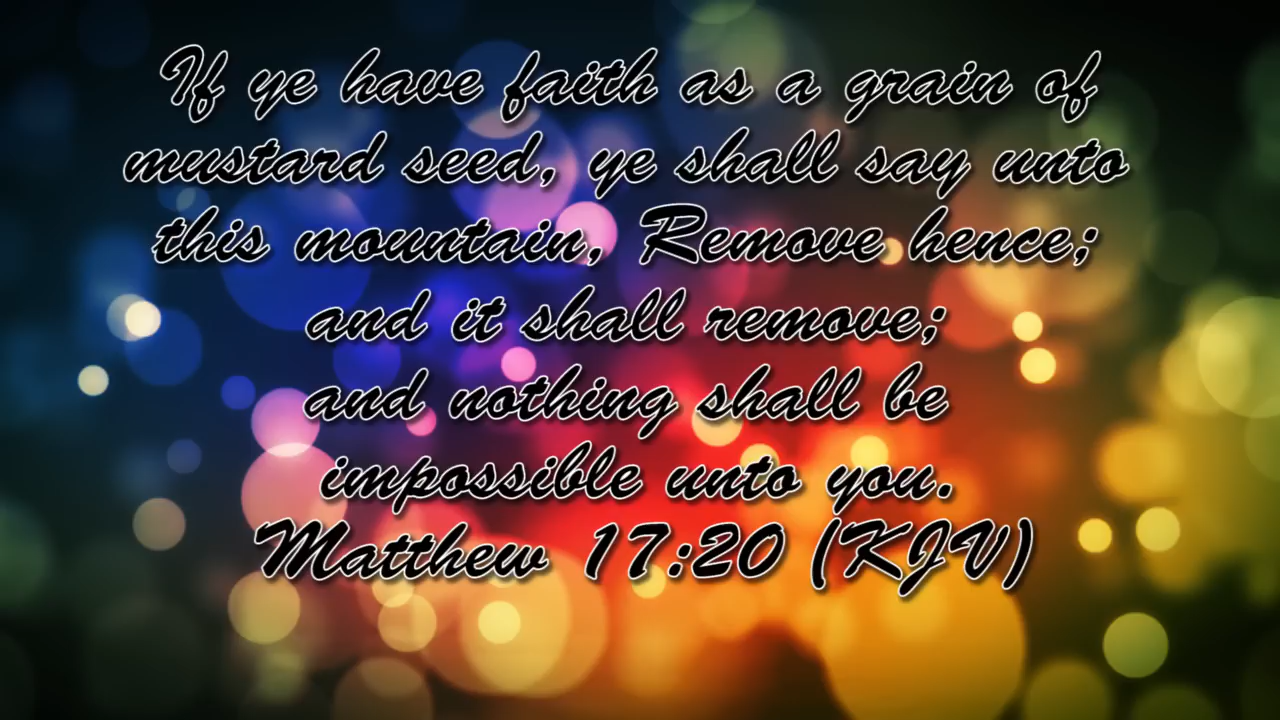 If ye have faith as a grain of
mustard seed, ye shall say unto
this mountain, Remove hence;
and it shall remove;
and nothing shall be
impossible unto you.
Matthew 17:20 (KJV)